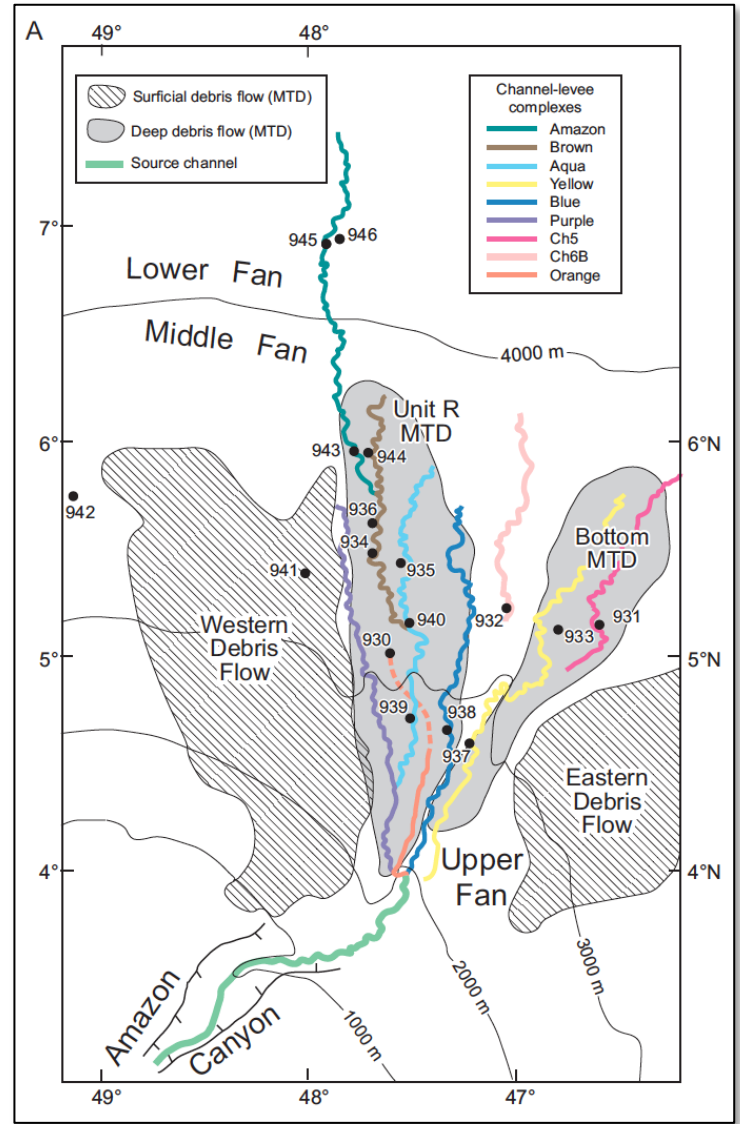 A
49°
48°
Surficial debris flow (MTD)
Deep debris flow (MTD)
Source channel
Channel-levee
complexes
Amazon
Brown
Aqua
Yellow
Blue
Purple
Ch5
Ch6B
Orange
7°
945
946
Lower Fan
Middle Fan
4000 m
Unit R
MTD
6°
6°N
943
944
942
936
934
935
941
Bottom
MTD
932
931
933
940
930
Western
Debris
Flow
5°
5°N
939
938
937
Eastern
Debris
Flow
4°
4°N
Upper
Fan
Amazon
Canyon
1000 m
2000 m
3000 m
49°
48°
47°